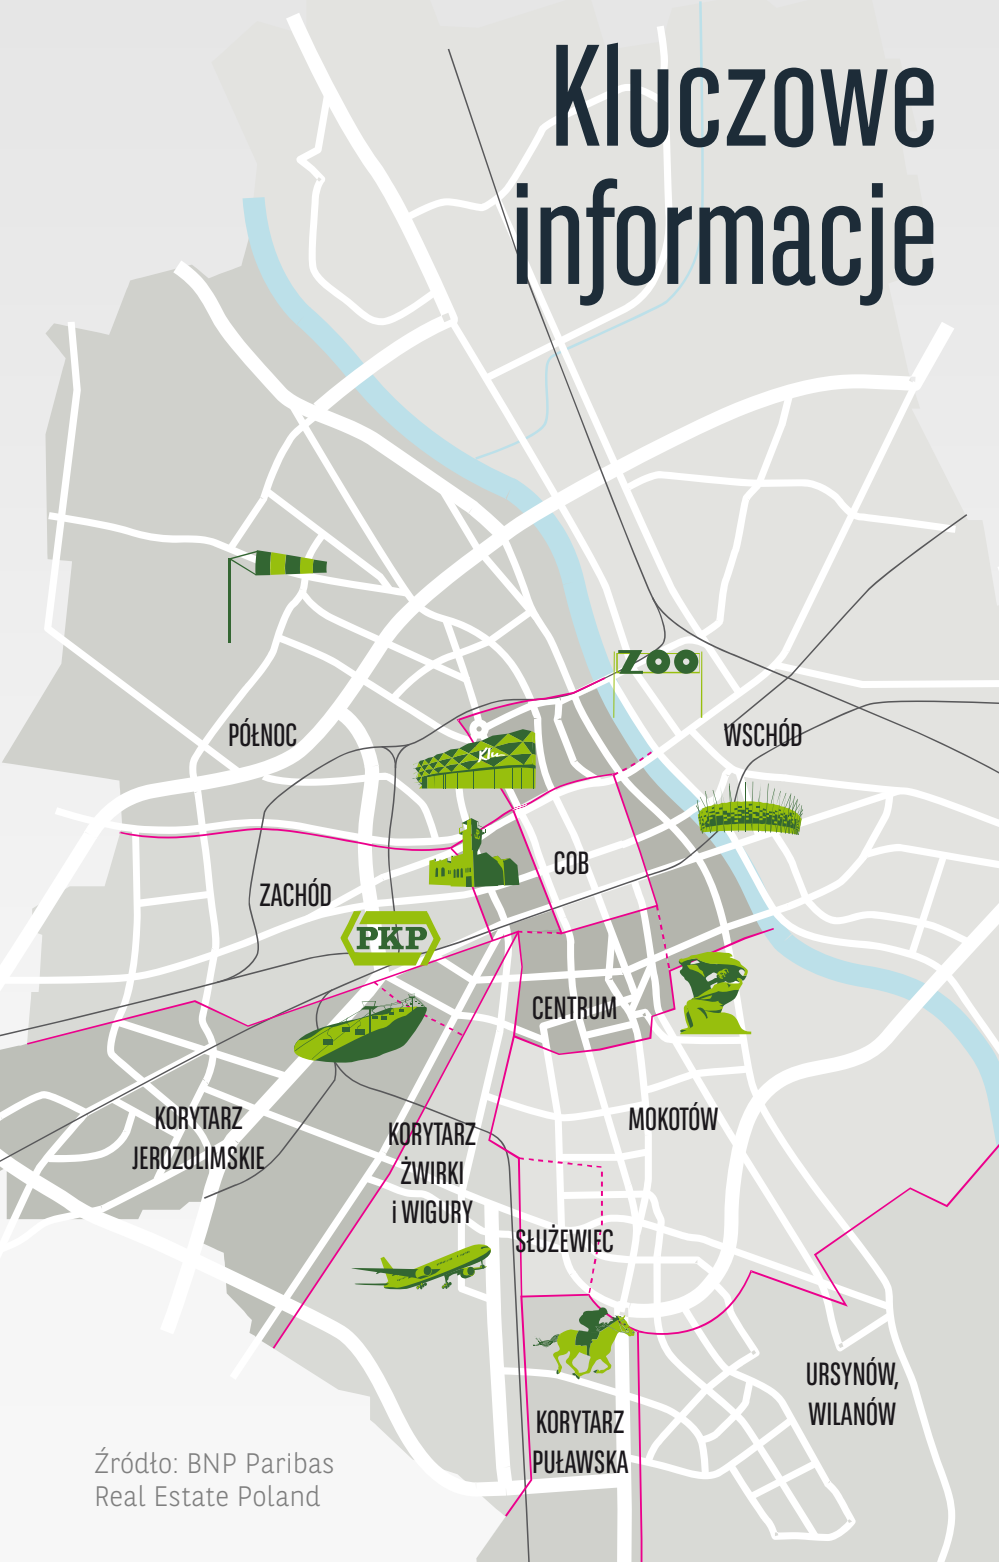 Kluczowe
informacje
ZOO
PÓŁNOC
WSCHÓD
COB
ZACHÓD
PKP
CENTRUM
KORYTARZ
JEROZOLIMSKIE
MOKOTÓW
KORYTARZ
ŻWIRKI
i WIGURY
SŁUŻEWIEC
URSYNÓW,
WILANÓW
KORYTARZ
PUŁAWSKA
Źródło: BNP Paribas
Real Estate Poland